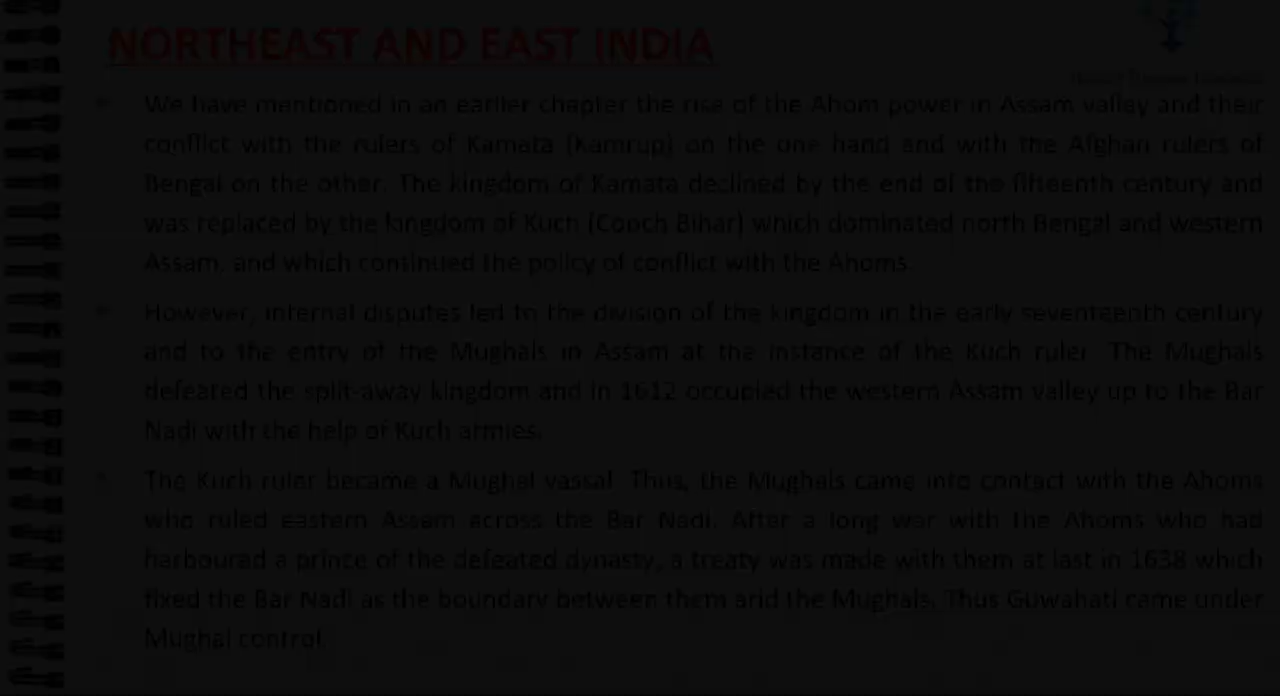 NORTHEAST AND EAST INDIA
We have mentioned in an earlier chapter the rise of the Ahom power in Assam valley and their
conflict with the rulers of Kamata (Kamrup) on the one hand and with the Afghan rulers of
Bengal on the other. The kingdom of Kamata declined by the end of the fifteenth century and
was replaced by the kingdom of Kuch (Cooch Bihar) which dominated north Bengal and western
Assam, and which continued the policy of conflict with the Ahoms.
However, internal disputes led to the division of the kingdom in the early seventeenth century
and to the entry of the Mughals in Assam at the instance of the Kuch ruler. The Mughals
defeated the split-away kingdom and in 1612 occupied the western Assam valley up to the Bar
Nadi with the help of Kuch armies.
The Kuch ruler became a Mughal vassal. Thus, the Mughals came into contact with the Ahoms
who ruled eastern Assam across the Bar Nadi. After a long war with the Ahoms who had
harboured a prince of the defeated dynasty, a treaty was made with them at last in 1638 which
fixed the Bar Nadi as the boundary between them and the Mughals. Thus Guwahati came under
Mughal control.